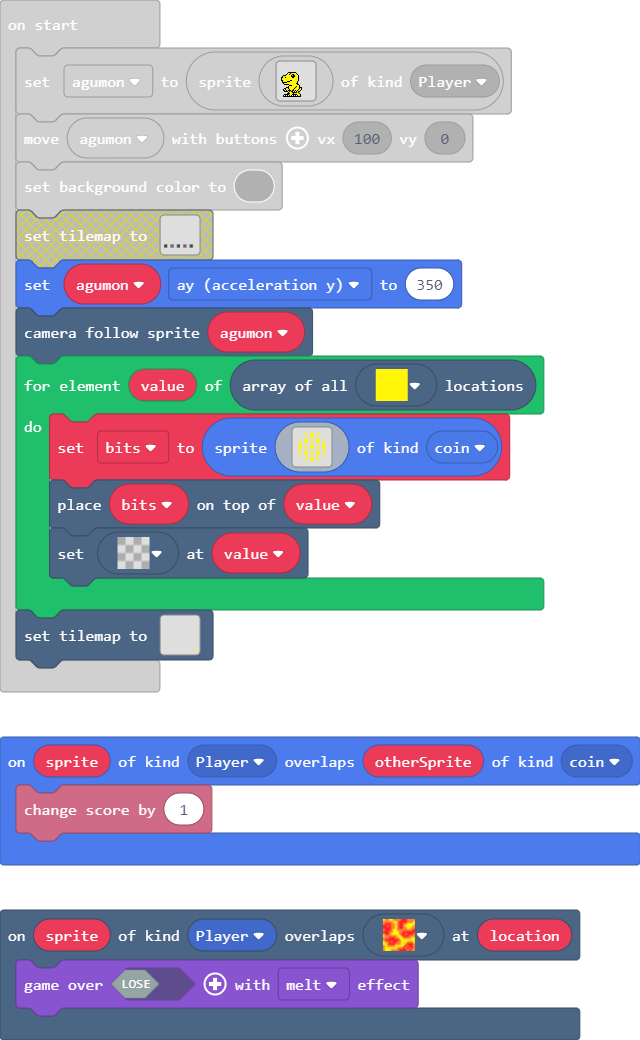 on start
set agumon to sprite of kind Player
move agumon with buttons vx 100 vy 0
set background color to
set tilemap to
set agumon ay (acceleration y) to 350
camera follow sprite agumon
for element value of array of all locations
do
set bits to sprite of kind coin
place bits on top of value
set at value
set tilemap to
on sprite of kind Player overlaps otherSprite of kind coin
change score by 1
on sprite of kind Player overlaps at location
game over LOSE with melt effect